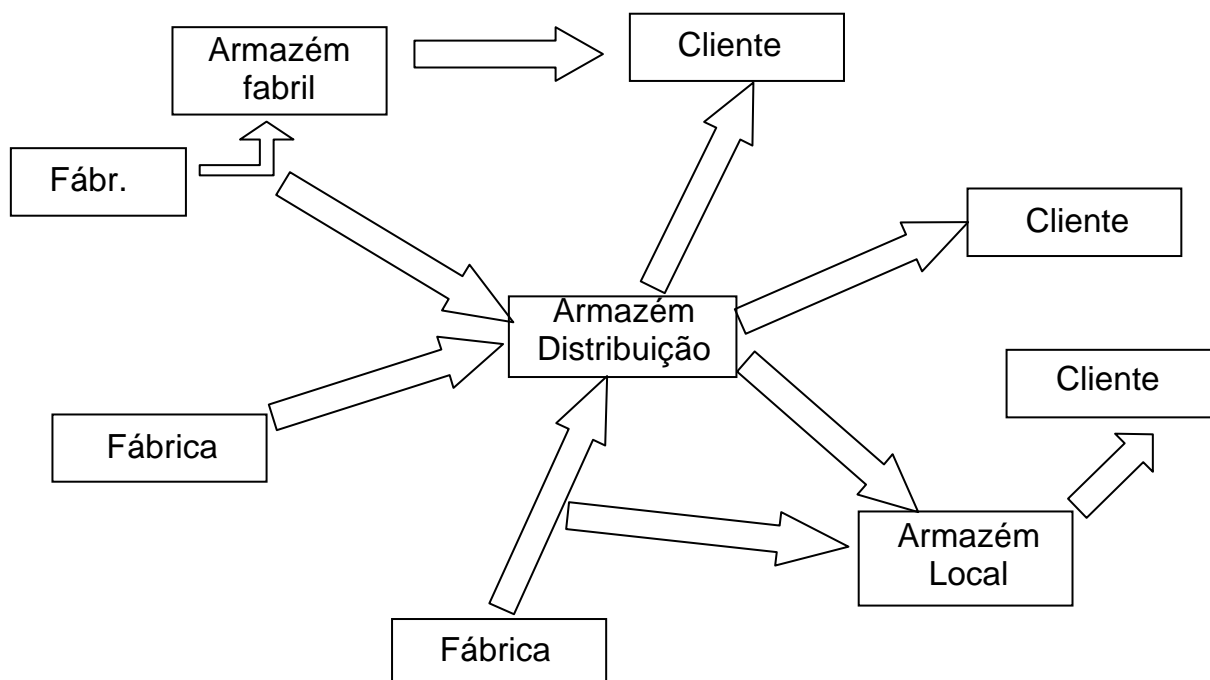 Armazém
fabril
Cliente
Fábr.
Cliente
Armazém
Distribuição
Cliente
Fábrica
Armazém
Local
Fábrica